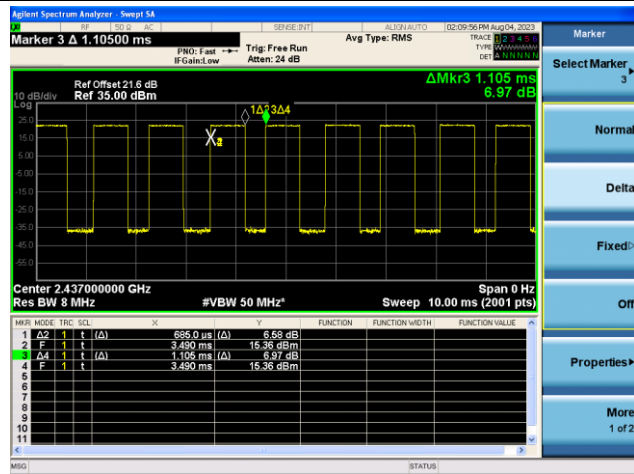 Agilent Spectrum Analyzer - Swept SA
RF 50 Ω AC SENSE:INT ALIGN AUTO 02:09:56 PM Aug 04, 2023
Marker 3 Δ 1.10500 ms
PNO: Fast
IFGain:Low
Trig: Free Run
Atten: 24 dB
Avg Type: RMS
TRACE 1 2 3 4 5 6
TYPE WWWWWW
DET A N N N N N
ΔMkr3 1.105 ms
6.97 dB
Ref Offset 21.6 dB
Ref 35.00 dBm
10 dB/div
Log
25.0
15.0
5.00
-5.00
-15.0
-25.0
-35.0
-45.0
-55.0
1Δ2 3Δ4
Center 2.437000000 GHz Span 0 Hz
Res BW 8 MHz #VBW 50 MHz* Sweep 10.00 ms (2001 pts)
MKR MODE TRC SCL X Y FUNCTION FUNCTION WIDTH FUNCTION VALUE
1 Δ2 1 t (Δ) 685.0 µs (Δ) 6.58 dB
2 F 1 t 3.490 ms 15.36 dBm
3 Δ4 1 t (Δ) 1.105 ms (Δ) 6.97 dB
4 F 1 t 3.490 ms 15.36 dBm
5
6
7
8
9
10
11
MSG STATUS
Marker
Select Marker
3
Normal
Delta
Fixed
Off
Properties
More
1 of 2